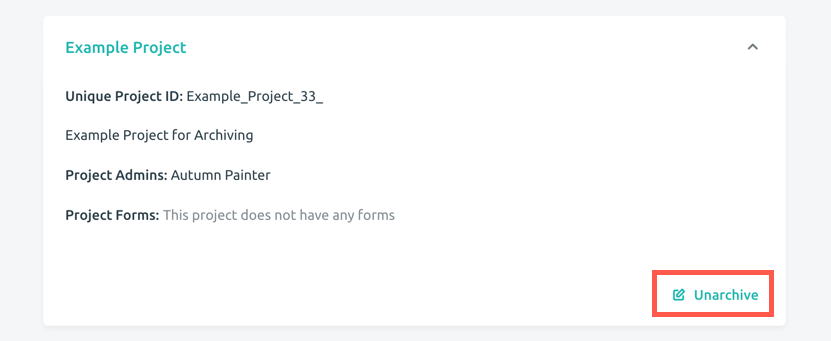 Example Project
Unique Project ID: Example_Project_33_
Example Project for Archiving
Project Admins: Autumn Painter
Project Forms: This project does not have any forms
Unarchive